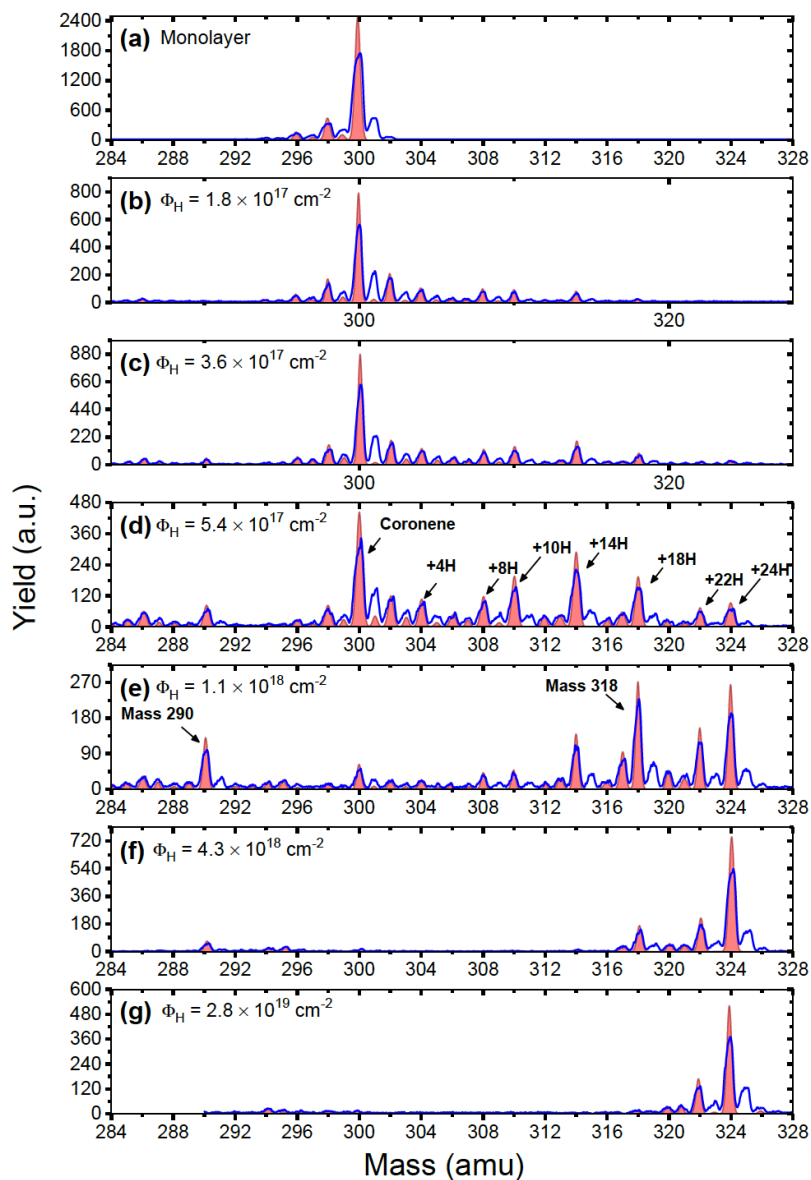 Yield (a.u.)
(a) Monolayer
2400
1800
1200
600
0
284 288 292 296 300 304 308 312 316 320 324 328
(b) Φ_H = 1.8 × 10^17 cm^-2
800
600
400
200
0
300 320
(c) Φ_H = 3.6 × 10^17 cm^-2
880
660
440
220
0
300 320
(d) Φ_H = 5.4 × 10^17 cm^-2
Coronene
+4H
+8H
+10H
+14H
+18H
+22H
+24H
480
360
240
120
0
284 288 292 296 300 304 308 312 316 320 324 328
(e) Φ_H = 1.1 × 10^18 cm^-2
Mass 290
Mass 318
270
180
90
0
284 288 292 296 300 304 308 312 316 320 324 328
(f) Φ_H = 4.3 × 10^18 cm^-2
720
540
360
180
0
284 288 292 296 300 304 308 312 316 320 324 328
(g) Φ_H = 2.8 × 10^19 cm^-2
600
480
360
240
120
0
284 288 292 296 300 304 308 312 316 320 324 328
Mass (amu)